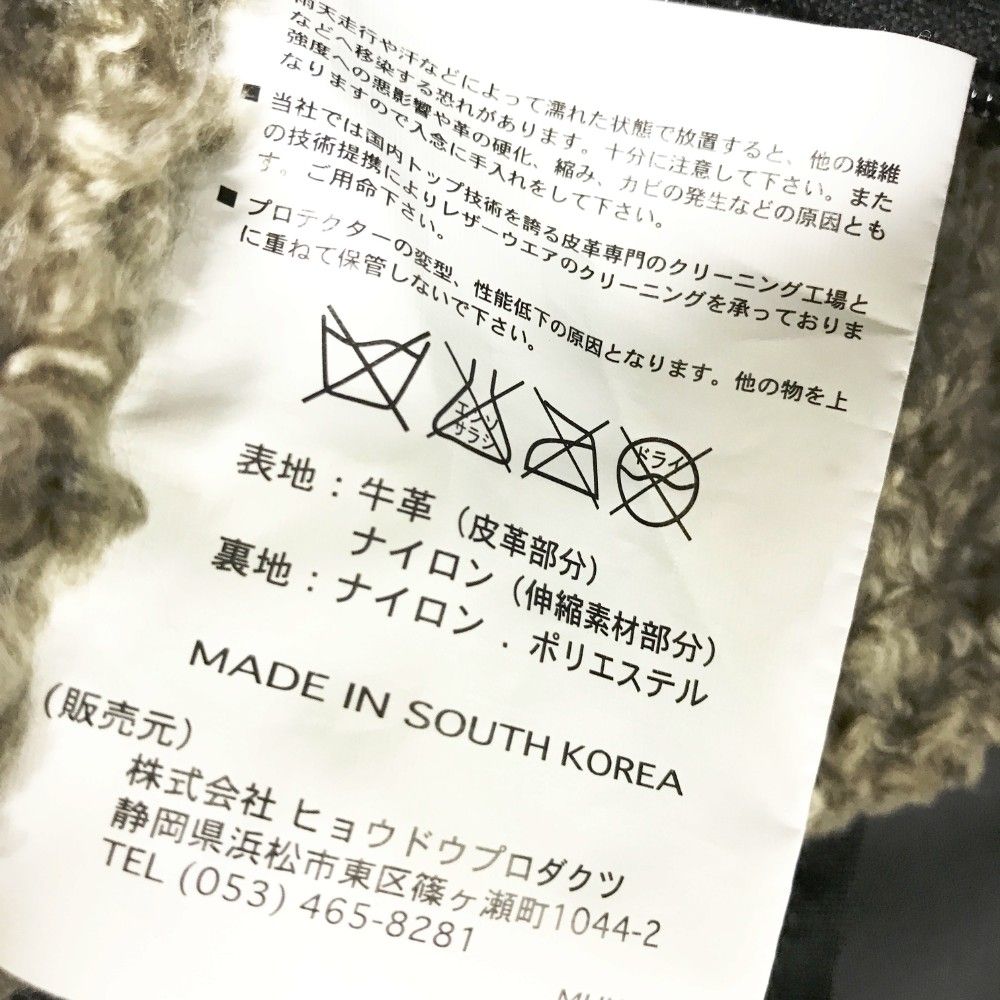 雨天走行や汗などによって濡れた状態で放置すると、他の繊維
などへ移染する恐れがあります。十分に注意して下さい。また
強度への悪影響や革の硬化、縮み、カビの発生などの原因とも
なりますので入念に手入れをして下さい。
■ 当社では国内トップ技術を誇る皮革専門のクリーニング工場と
の技術提携によりレザーウエアのクリーニングを承っておりま
す。ご用命下さい。
■ プロテクターの変型、性能低下の原因となります。他の物を上
に重ねて保管しないで下さい。
エンソ
サラシ
ドライ
表地：牛革（皮革部分）
ナイロン（伸縮素材部分）
裏地：ナイロン．ポリエステル
MADE IN SOUTH KOREA
（販売元）
株式会社 ヒョウドウプロダクツ
静岡県浜松市東区篠ヶ瀬町1044-2
TEL (053) 465-8281